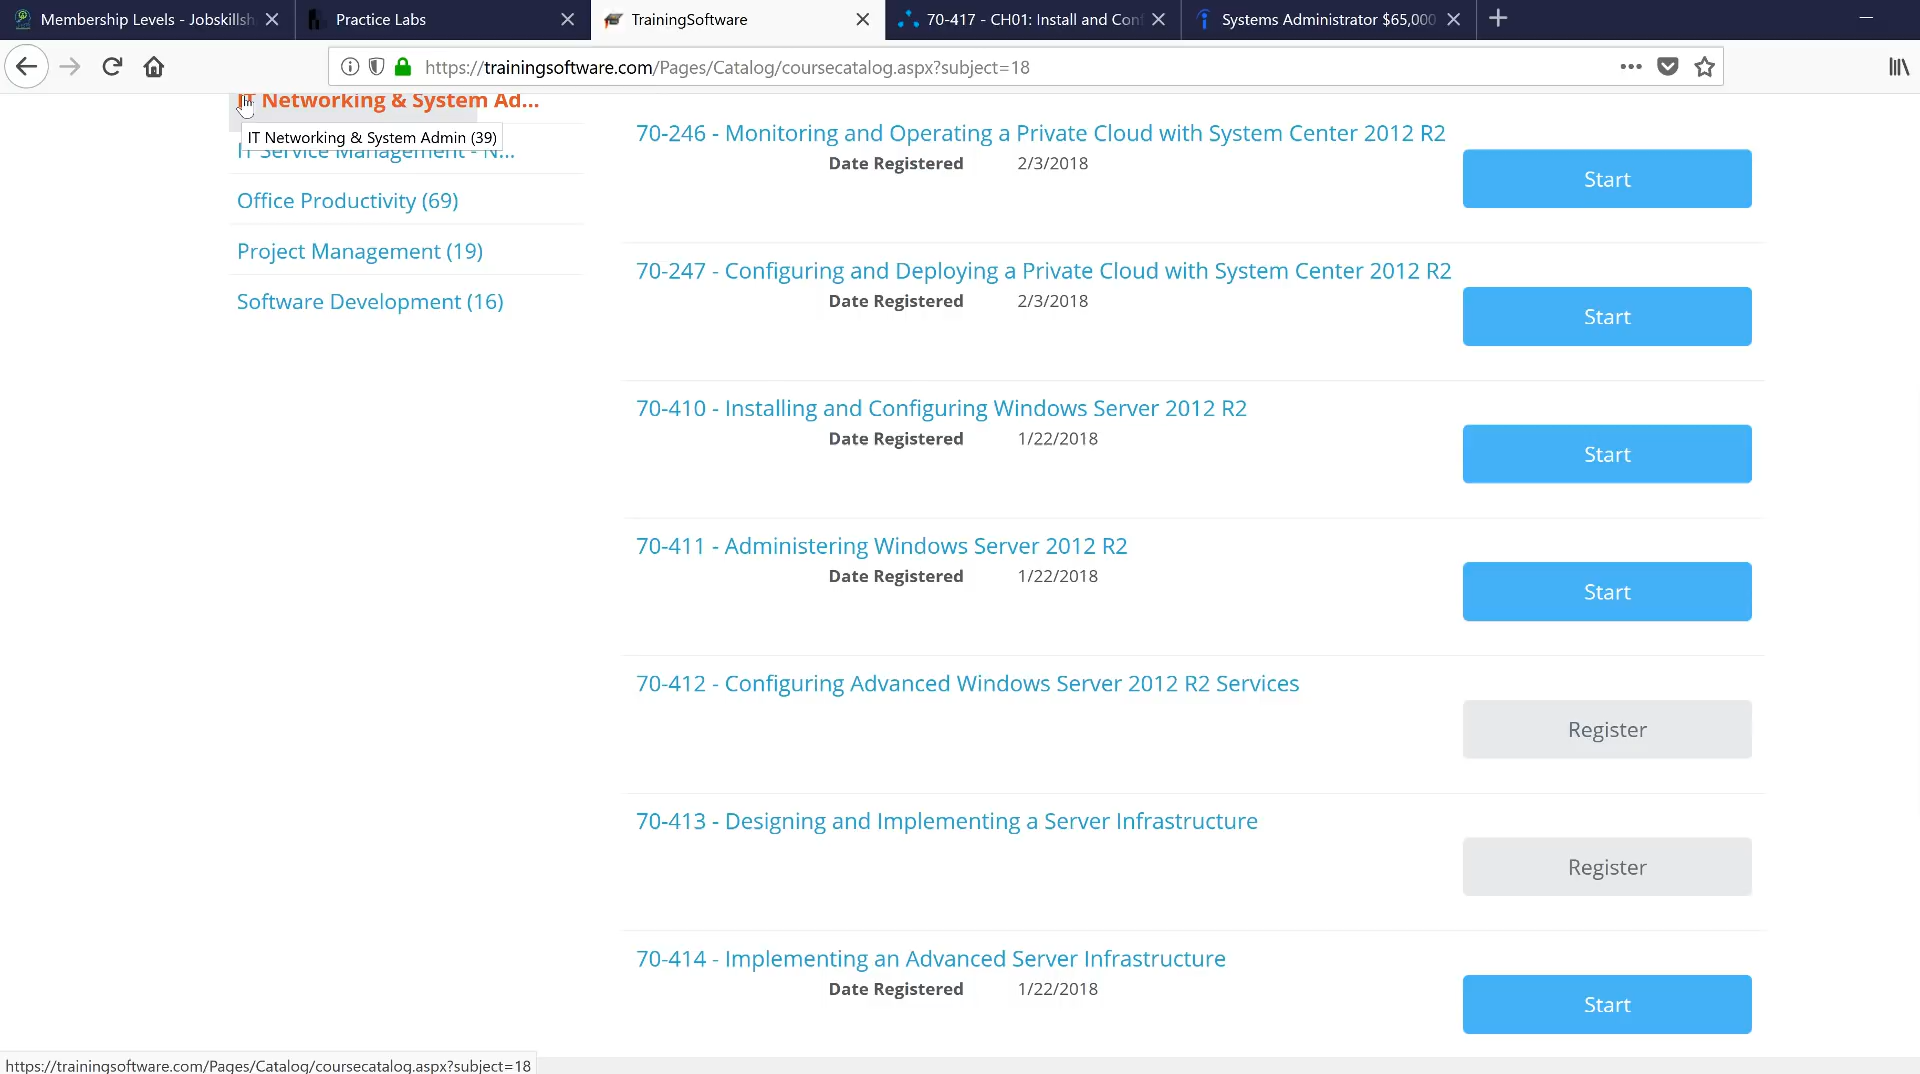 Membership Levels - Jobskillsh
Practice Labs
TrainingSoftware
70-417 - CH01: Install and Con
Systems Administrator $65,000
https://trainingsoftware.com/Pages/Catalog/coursecatalog.aspx?subject=18
IT Networking & System Ad...
IT Networking & System Admin (39)
IT Service Management - N...
Office Productivity (69)
Project Management (19)
Software Development (16)
70-246 - Monitoring and Operating a Private Cloud with System Center 2012 R2
Date Registered 2/3/2018
Start
70-247 - Configuring and Deploying a Private Cloud with System Center 2012 R2
Date Registered 2/3/2018
Start
70-410 - Installing and Configuring Windows Server 2012 R2
Date Registered 1/22/2018
Start
70-411 - Administering Windows Server 2012 R2
Date Registered 1/22/2018
Start
70-412 - Configuring Advanced Windows Server 2012 R2 Services
Register
70-413 - Designing and Implementing a Server Infrastructure
Register
70-414 - Implementing an Advanced Server Infrastructure
Date Registered 1/22/2018
Start
https://trainingsoftware.com/Pages/Catalog/coursecatalog.aspx?subject=18